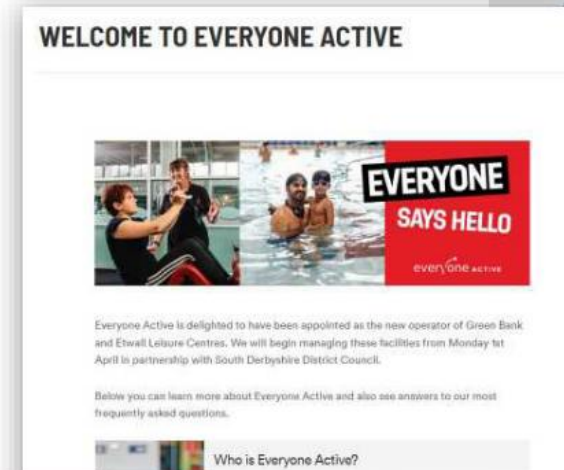 WELCOME TO EVERYONE ACTIVE
EVERYONE
SAYS HELLO
everyone ACTIVE
Everyone Active is delighted to have been appointed as the new operator of Green Bank
and Etwall Leisure Centres. We will begin managing these facilities from Monday 1st
April in partnership with South Derbyshire District Council.
Below you can learn more about Everyone Active and also see answers to our most
frequently asked questions.
Who is Everyone Active?